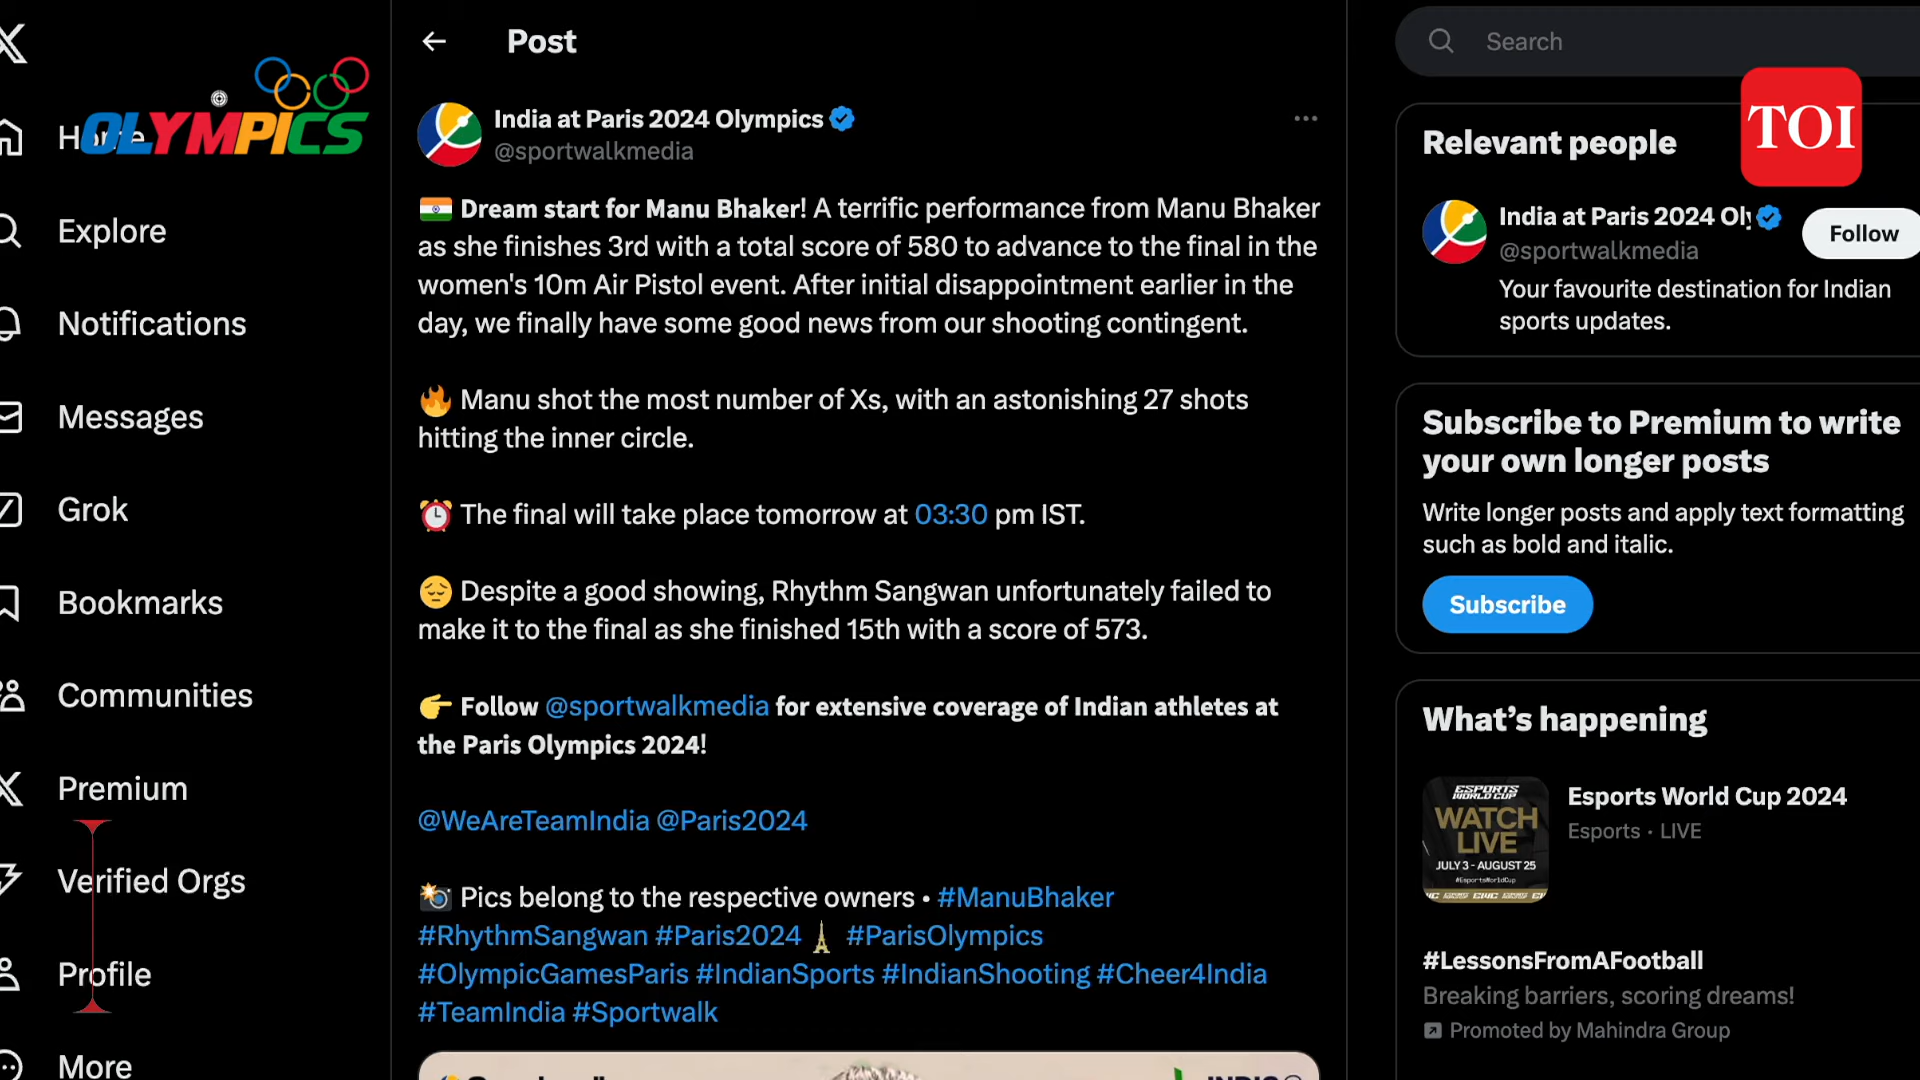 OLYMPICS
Home
Explore
Notifications
Messages
Grok
Bookmarks
Communities
Premium
Verified Orgs
Profile
More
Post
India at Paris 2024 Olympics
@sportwalkmedia
Dream start for Manu Bhaker! A terrific performance from Manu Bhaker
as she finishes 3rd with a total score of 580 to advance to the final in the
women's 10m Air Pistol event. After initial disappointment earlier in the
day, we finally have some good news from our shooting contingent.
Manu shot the most number of Xs, with an astonishing 27 shots
hitting the inner circle.
The final will take place tomorrow at 03:30 pm IST.
Despite a good showing, Rhythm Sangwan unfortunately failed to
make it to the final as she finished 15th with a score of 573.
Follow @sportwalkmedia for extensive coverage of Indian athletes at
the Paris Olympics 2024!
@WeAreTeamIndia @Paris2024
Pics belong to the respective owners • #ManuBhaker
#RhythmSangwan #Paris2024 #ParisOlympics
#OlympicGamesParis #IndianSports #IndianShooting #Cheer4India
#TeamIndia #Sportwalk
Search
TOI
Relevant people
India at Paris 2024 Oly
@sportwalkmedia
Follow
Your favourite destination for Indian
sports updates.
Subscribe to Premium to write
your own longer posts
Write longer posts and apply text formatting
such as bold and italic.
Subscribe
What's happening
ESPORTS
WORLD CUP
WATCH
LIVE
JULY 3 - AUGUST 25
#EsportsWorldCup
Esports World Cup 2024
Esports · LIVE
#LessonsFromAFootball
Breaking barriers, scoring dreams!
Promoted by Mahindra Group